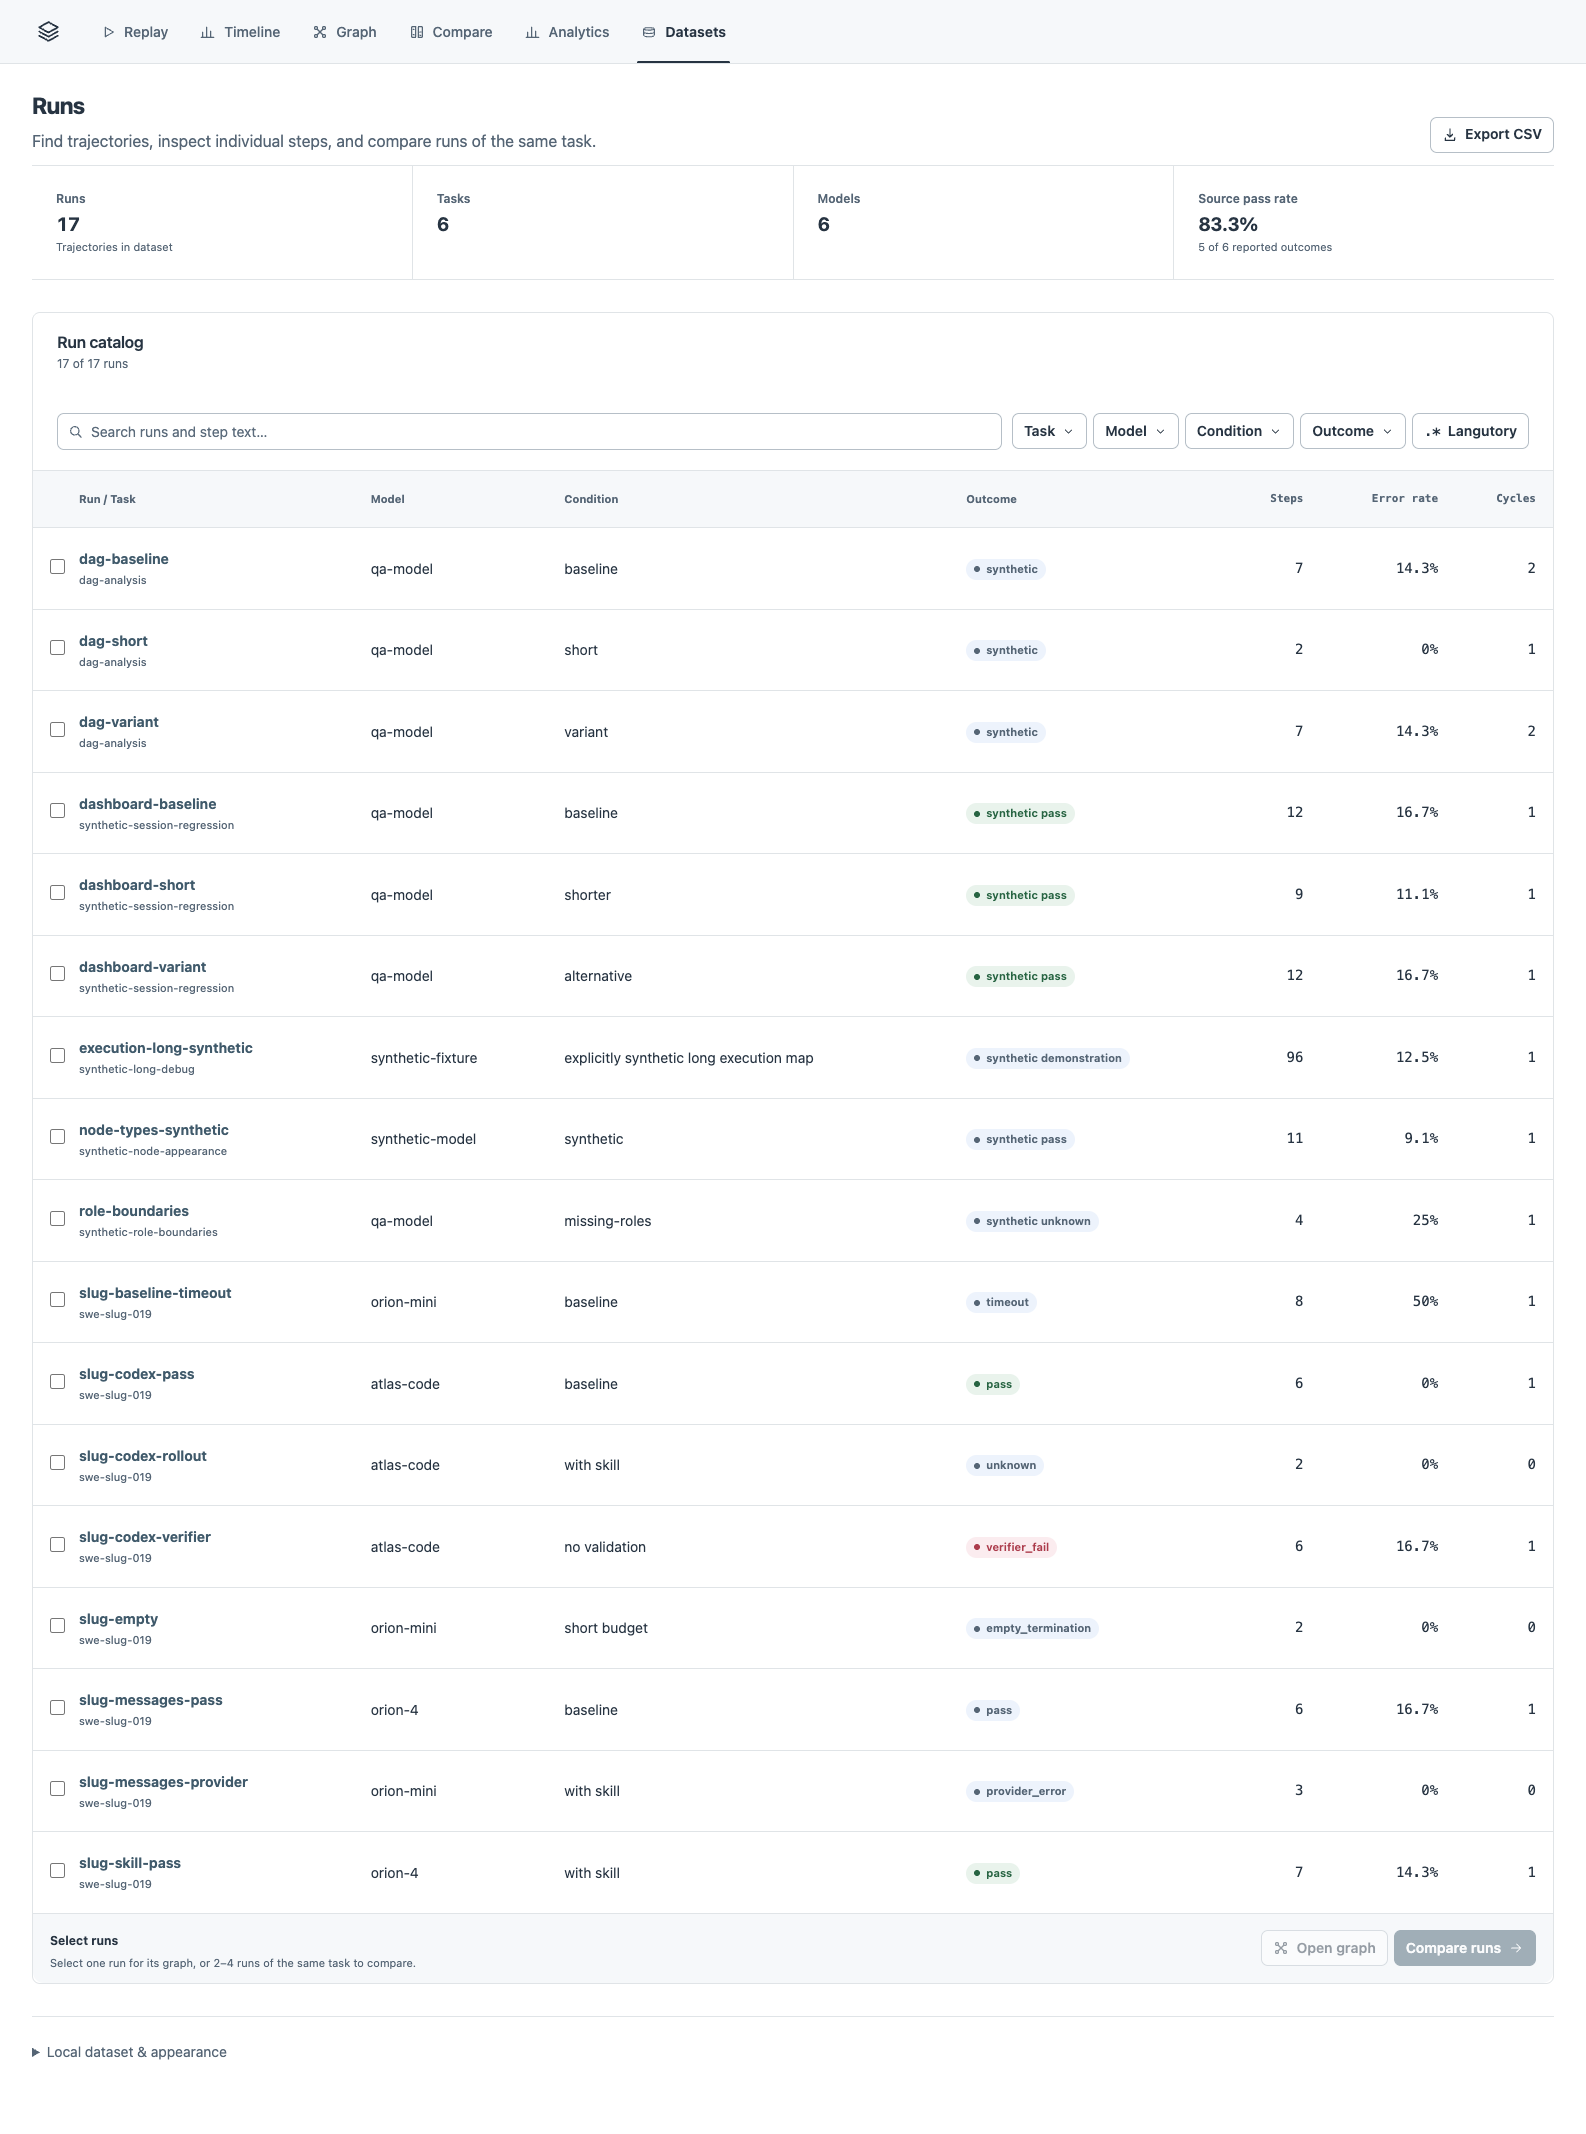 Replay Timeline Graph Compare Analytics Datasets
Runs
Find trajectories, inspect individual steps, and compare runs of the same task.
Export CSV
Runs Tasks Models Source pass rate
17 6 6 83.3%
Trajectories in dataset 5 of 6 reported outcomes
Run catalog
17 of 17 runs
Search runs and step text... Task Model Condition Outcome .* Langutory
Run / Task Model Condition Outcome Steps Error rate Cycles
dag-baseline
dag-analysis
qa-model baseline synthetic 7 14.3% 2
dag-short
dag-analysis
qa-model short synthetic 2 0% 1
dag-variant
dag-analysis
qa-model variant synthetic 7 14.3% 2
dashboard-baseline
synthetic-session-regression
qa-model baseline synthetic pass 12 16.7% 1
dashboard-short
synthetic-session-regression
qa-model shorter synthetic pass 9 11.1% 1
dashboard-variant
synthetic-session-regression
qa-model alternative synthetic pass 12 16.7% 1
execution-long-synthetic
synthetic-long-debug
synthetic-fixture explicitly synthetic long execution map synthetic demonstration 96 12.5% 1
node-types-synthetic
synthetic-node-appearance
synthetic-model synthetic synthetic pass 11 9.1% 1
role-boundaries
synthetic-role-boundaries
qa-model missing-roles synthetic unknown 4 25% 1
slug-baseline-timeout
swe-slug-019
orion-mini baseline timeout 8 50% 1
slug-codex-pass
swe-slug-019
atlas-code baseline pass 6 0% 1
slug-codex-rollout
swe-slug-019
atlas-code with skill unknown 2 0% 0
slug-codex-verifier
swe-slug-019
atlas-code no validation verifier_fail 6 16.7% 1
slug-empty
swe-slug-019
orion-mini short budget empty_termination 2 0% 0
slug-messages-pass
swe-slug-019
orion-4 baseline pass 6 16.7% 1
slug-messages-provider
swe-slug-019
orion-mini with skill provider_error 3 0% 0
slug-skill-pass
swe-slug-019
orion-4 with skill pass 7 14.3% 1
Select runs
Select one run for its graph, or 2–4 runs of the same task to compare.
Open graph Compare runs
Local dataset & appearance